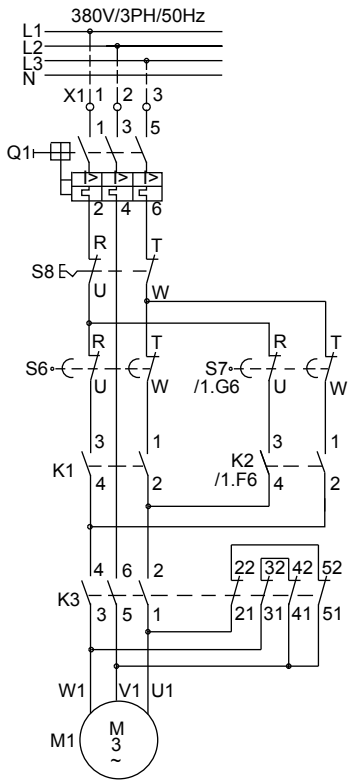 380V/3PH/50Hz
L1
L2
L3
N
X1 1 2 3
1 3 5
Q1
I> I> I>
2 4 6
R T
S8
U W
R T R T
S6 S7
/1.G6
U W U W
3 1 3 1
K1 K2
4 2 /1.F6 4 2
4 6 2 22 32 42 52
K3
3 5 1 21 31 41 51
W1 V1 U1
M1 M
3
~